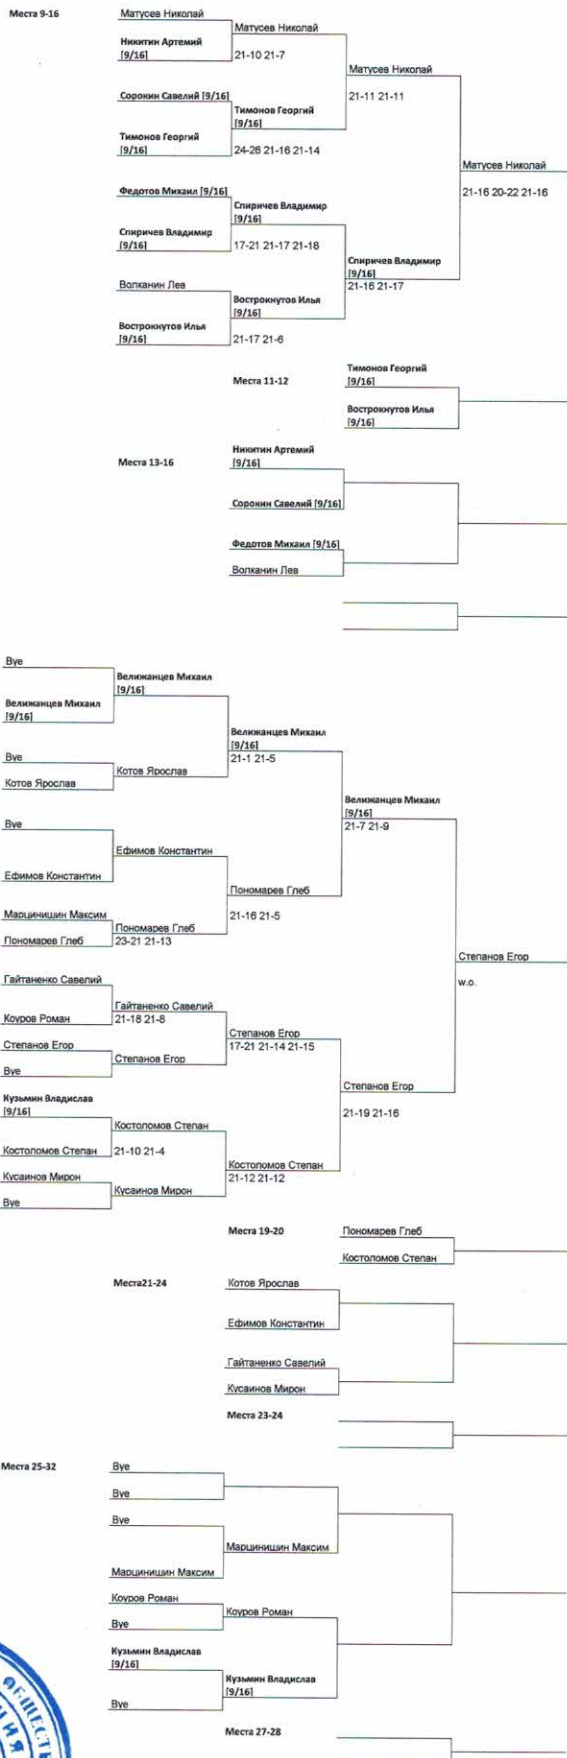 Места 9-16
Матусев Николай
Матусев Николай
Никитин Артемий
[9/16]
21-10 21-7
Матусев Николай
Сорокин Савелий [9/16]
21-11 21-11
Тимонов Георгий
[9/16]
Тимонов Георгий
[9/16]
24-26 21-16 21-14
Матусев Николай
Федотов Михаил [9/16]
21-16 20-22 21-16
Спиричев Владимир
[9/16]
Спиричев Владимир
[9/16]
17-21 21-17 21-18
Спиричев Владимир
[9/16]
Волканин Лев
21-16 21-17
Вострокнутов Илья
[9/16]
Вострокнутов Илья
[9/16]
21-17 21-6
Места 11-12
Тимонов Георгий
[9/16]
Вострокнутов Илья
[9/16]
Места 13-16
Никитин Артемий
[9/16]
Сорокин Савелий [9/16]
Федотов Михаил [9/16]
Волканин Лев
Bye
Велижанцев Михаил
[9/16]
Велижанцев Михаил
[9/16]
Велижанцев Михаил
[9/16]
Bye
21-1 21-5
Котов Ярослав
Котов Ярослав
Велижанцев Михаил
[9/16]
Bye
21-7 21-9
Ефимов Константин
Ефимов Константин
Пономарев Глеб
Марцинишин Максим
21-16 21-5
Пономарев Глеб
Пономарев Глеб
23-21 21-13
Степанов Егор
Гайтаненко Савелий
w.o.
Гайтаненко Савелий
Коуров Роман
21-18 21-8
Степанов Егор
Степанов Егор
17-21 21-14 21-15
Степанов Егор
Bye
Степанов Егор
Кузьмин Владислав
[9/16]
21-19 21-16
Костоломов Степан
Костоломов Степан
21-10 21-4
Костоломов Степан
Кусаинов Мирон
21-12 21-12
Кусаинов Мирон
Bye
Места 19-20
Пономарев Глеб
Костоломов Степан
Места21-24
Котов Ярослав
Ефимов Константин
Гайтаненко Савелий
Кусаинов Мирон
Места 23-24
Места 25-32
Bye
Bye
Bye
Марцинишин Максим
Марцинишин Максим
Коуров Роман
Коуров Роман
Bye
Кузьмин Владислав
[9/16]
Кузьмин Владислав
[9/16]
Bye
Места 27-28